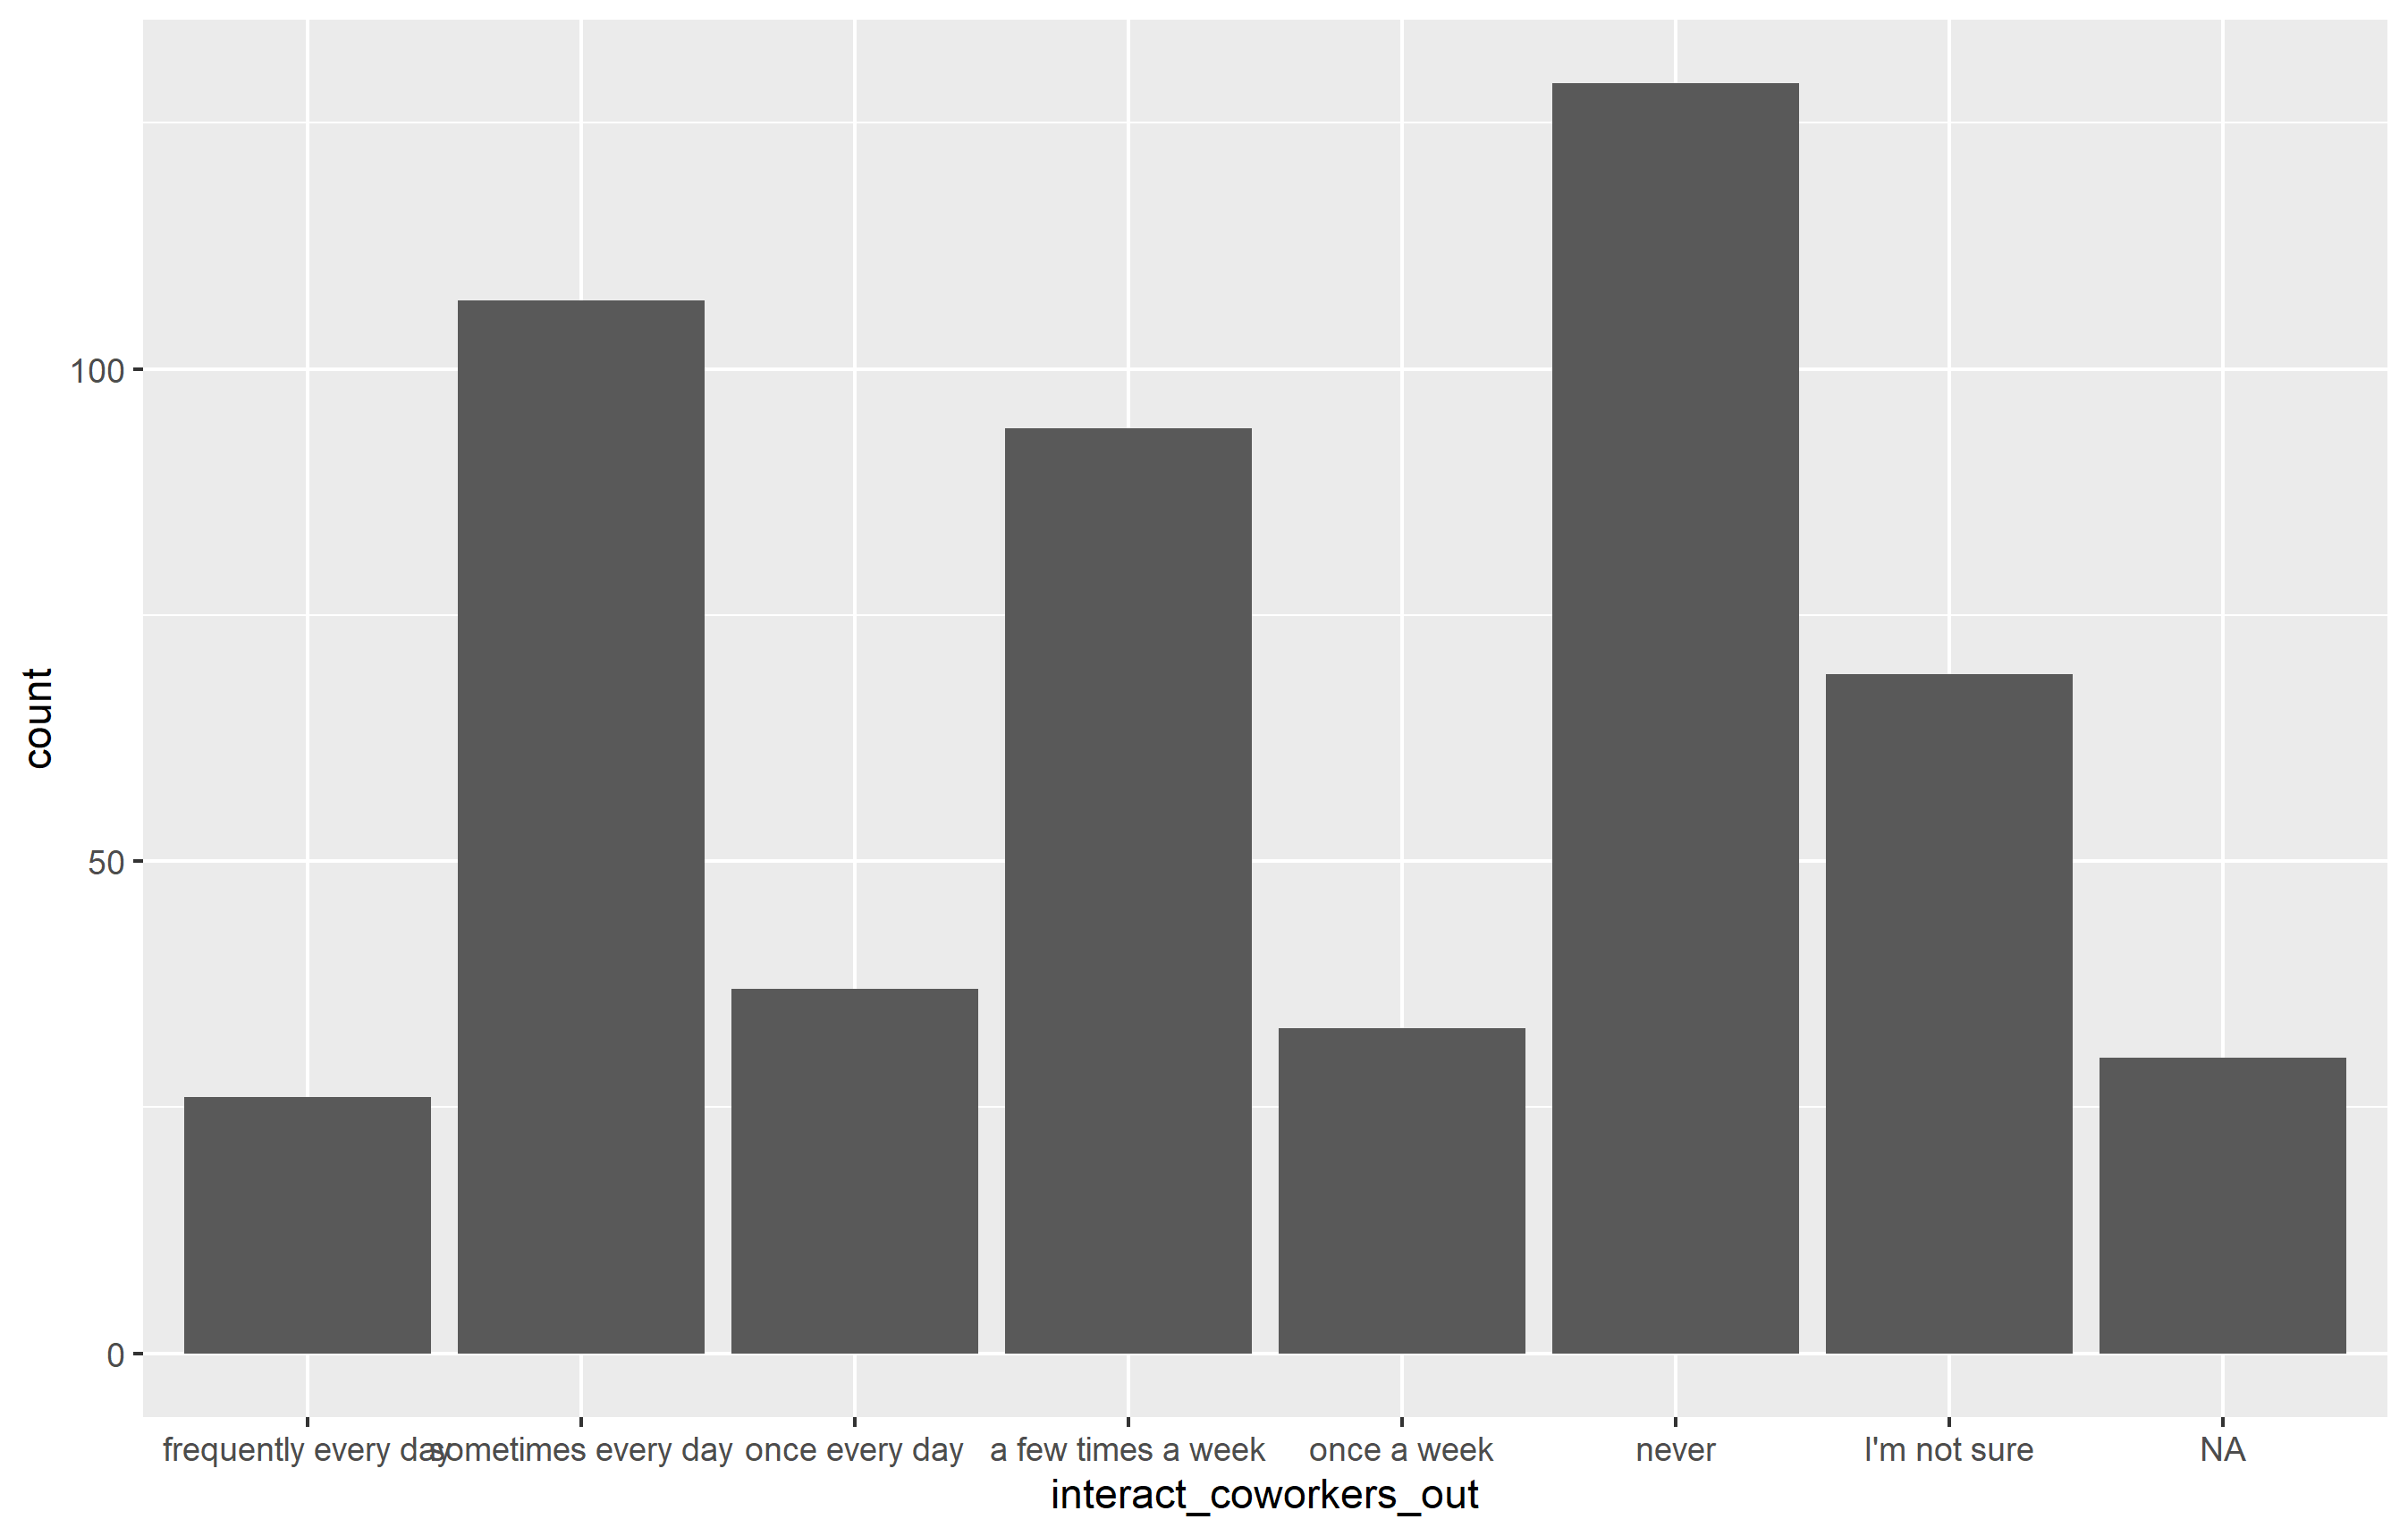 100
50
0
count
frequently every day sometimes every day once every day a few times a week once a week never I'm not sure NA
interact_coworkers_out